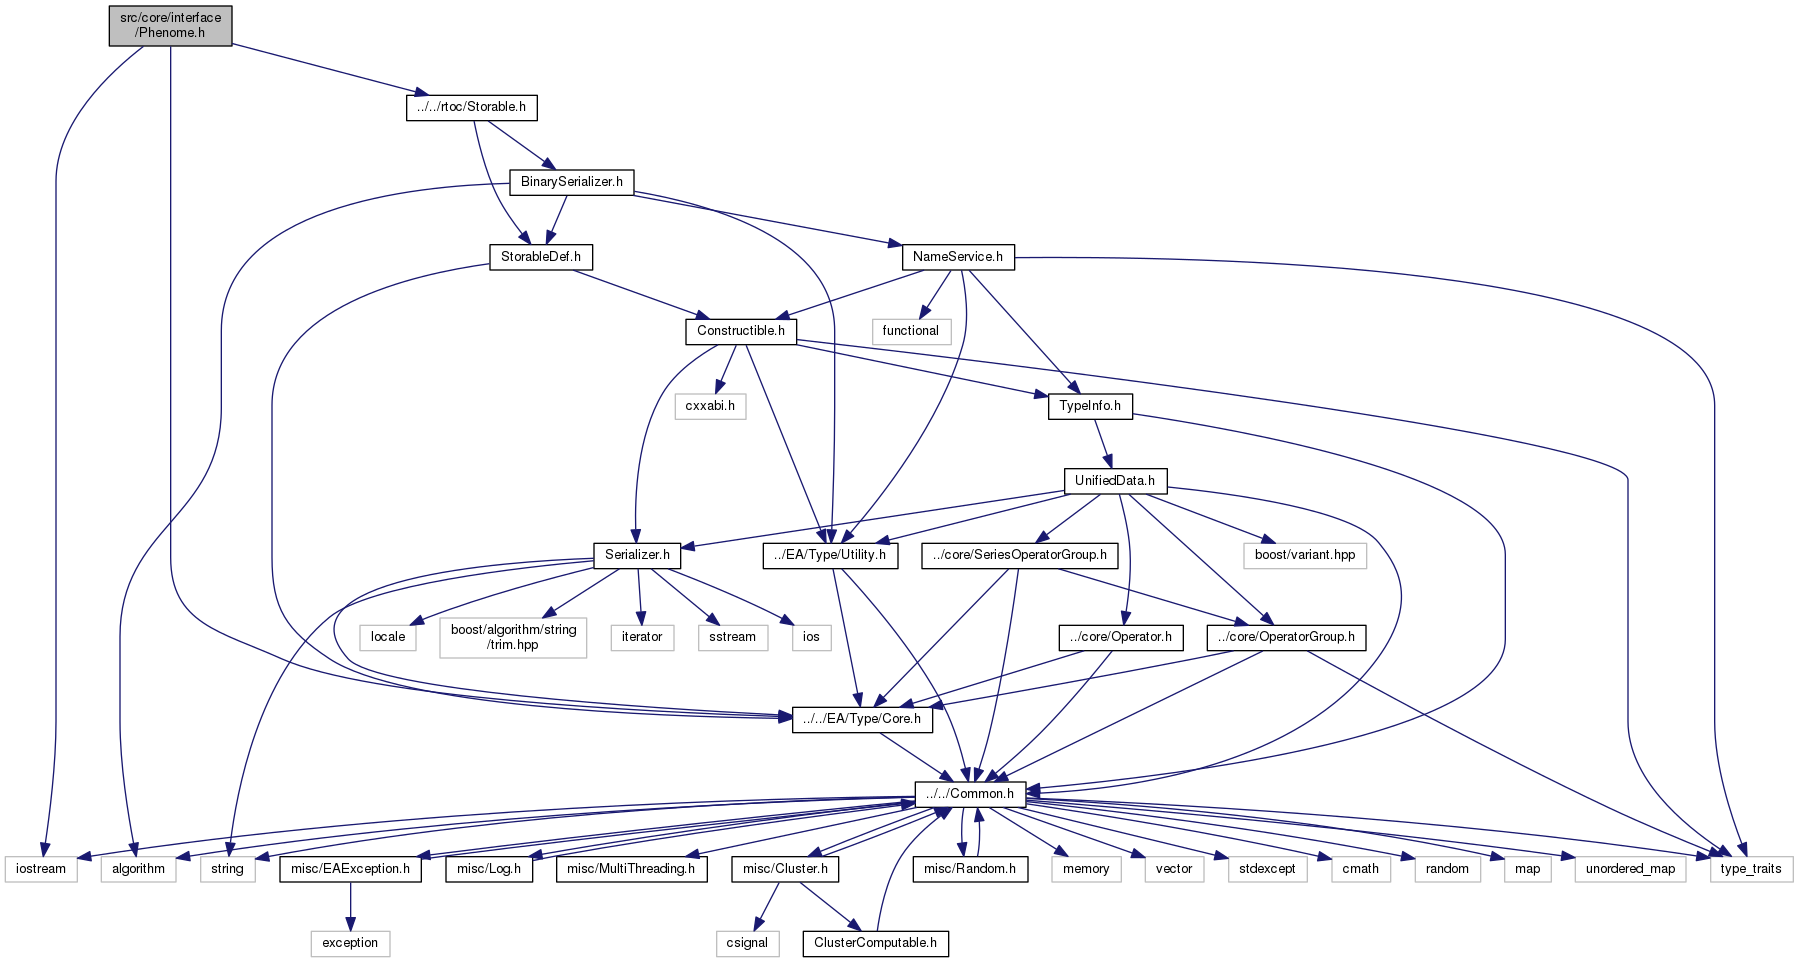 src/core/interface
/Phenome.h
../../rtoc/Storable.h
BinarySerializer.h
StorableDef.h
NameService.h
Constructible.h
functional
cxxabi.h
TypeInfo.h
UnifiedData.h
Serializer.h
../EA/Type/Utility.h
../core/SeriesOperatorGroup.h
boost/variant.hpp
locale
boost/algorithm/string
/trim.hpp
iterator
sstream
ios
../core/Operator.h
../core/OperatorGroup.h
../../EA/Type/Core.h
../../Common.h
iostream
algorithm
string
misc/EAException.h
misc/Log.h
misc/MultiThreading.h
misc/Cluster.h
misc/Random.h
memory
vector
stdexcept
cmath
random
map
unordered_map
type_traits
exception
csignal
ClusterComputable.h